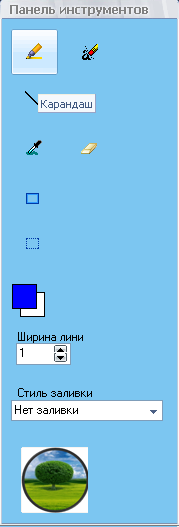 Панель инструментов
Карандаш
Ширина лини
1
Стиль заливки
Нет заливки